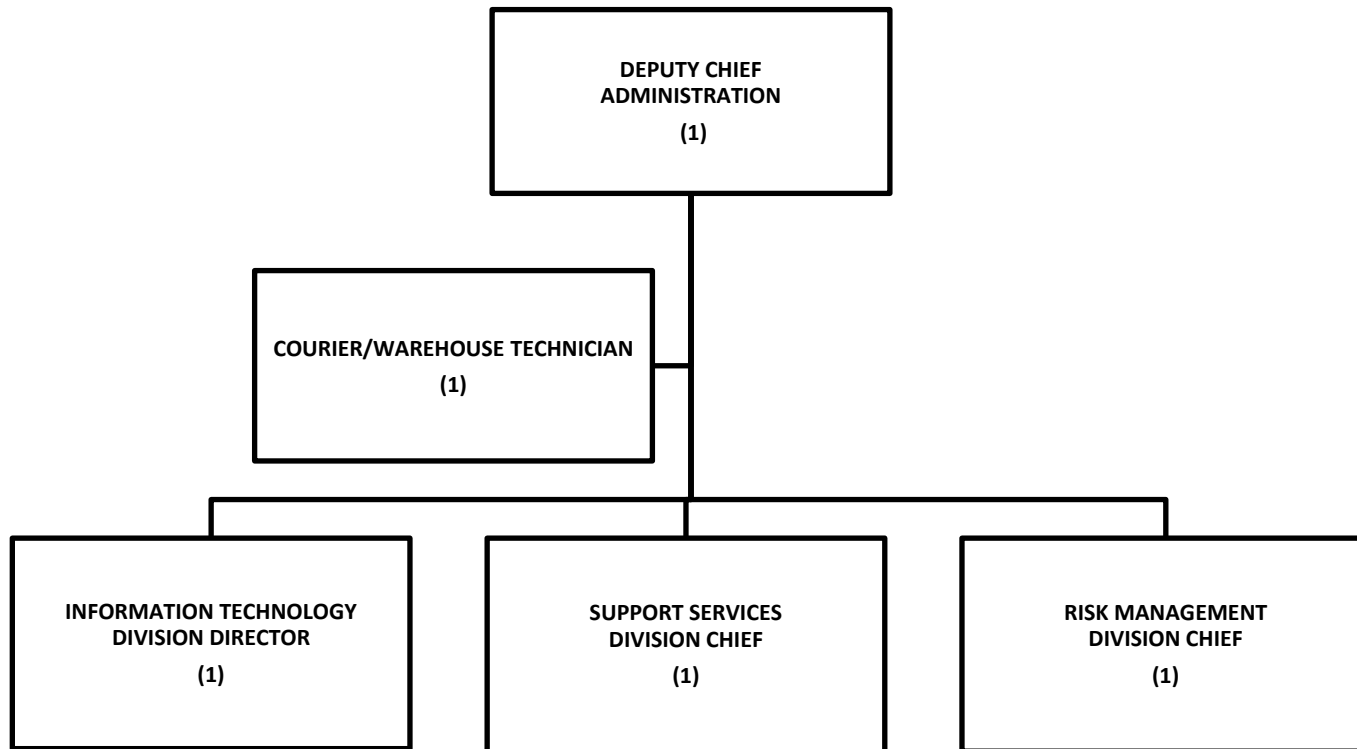 DEPUTY CHIEF
ADMINISTRATION
(1)
COURIER/WAREHOUSE TECHNICIAN
(1)
INFORMATION TECHNOLOGY
DIVISION DIRECTOR
(1)
SUPPORT SERVICES
DIVISION CHIEF
(1)
RISK MANAGEMENT
DIVISION CHIEF
(1)